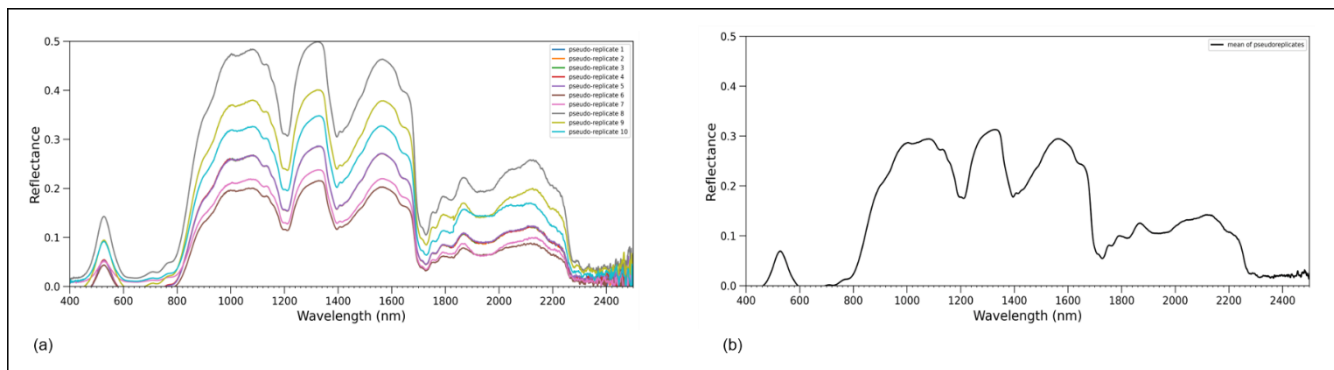 0.5
0.4
0.3
0.2
0.1
0.0
Reflectance
400 600 800 1000 1200 1400 1600 1800 2000 2200 2400
Wavelength (nm)
pseudo-replicate 1
pseudo-replicate 2
pseudo-replicate 3
pseudo-replicate 4
pseudo-replicate 5
pseudo-replicate 6
pseudo-replicate 7
pseudo-replicate 8
pseudo-replicate 9
pseudo-replicate 10
(a)
0.5
0.4
0.3
0.2
0.1
0.0
Reflectance
400 600 800 1000 1200 1400 1600 1800 2000 2200 2400
Wavelength (nm)
mean of pseudoreplicates
(b)